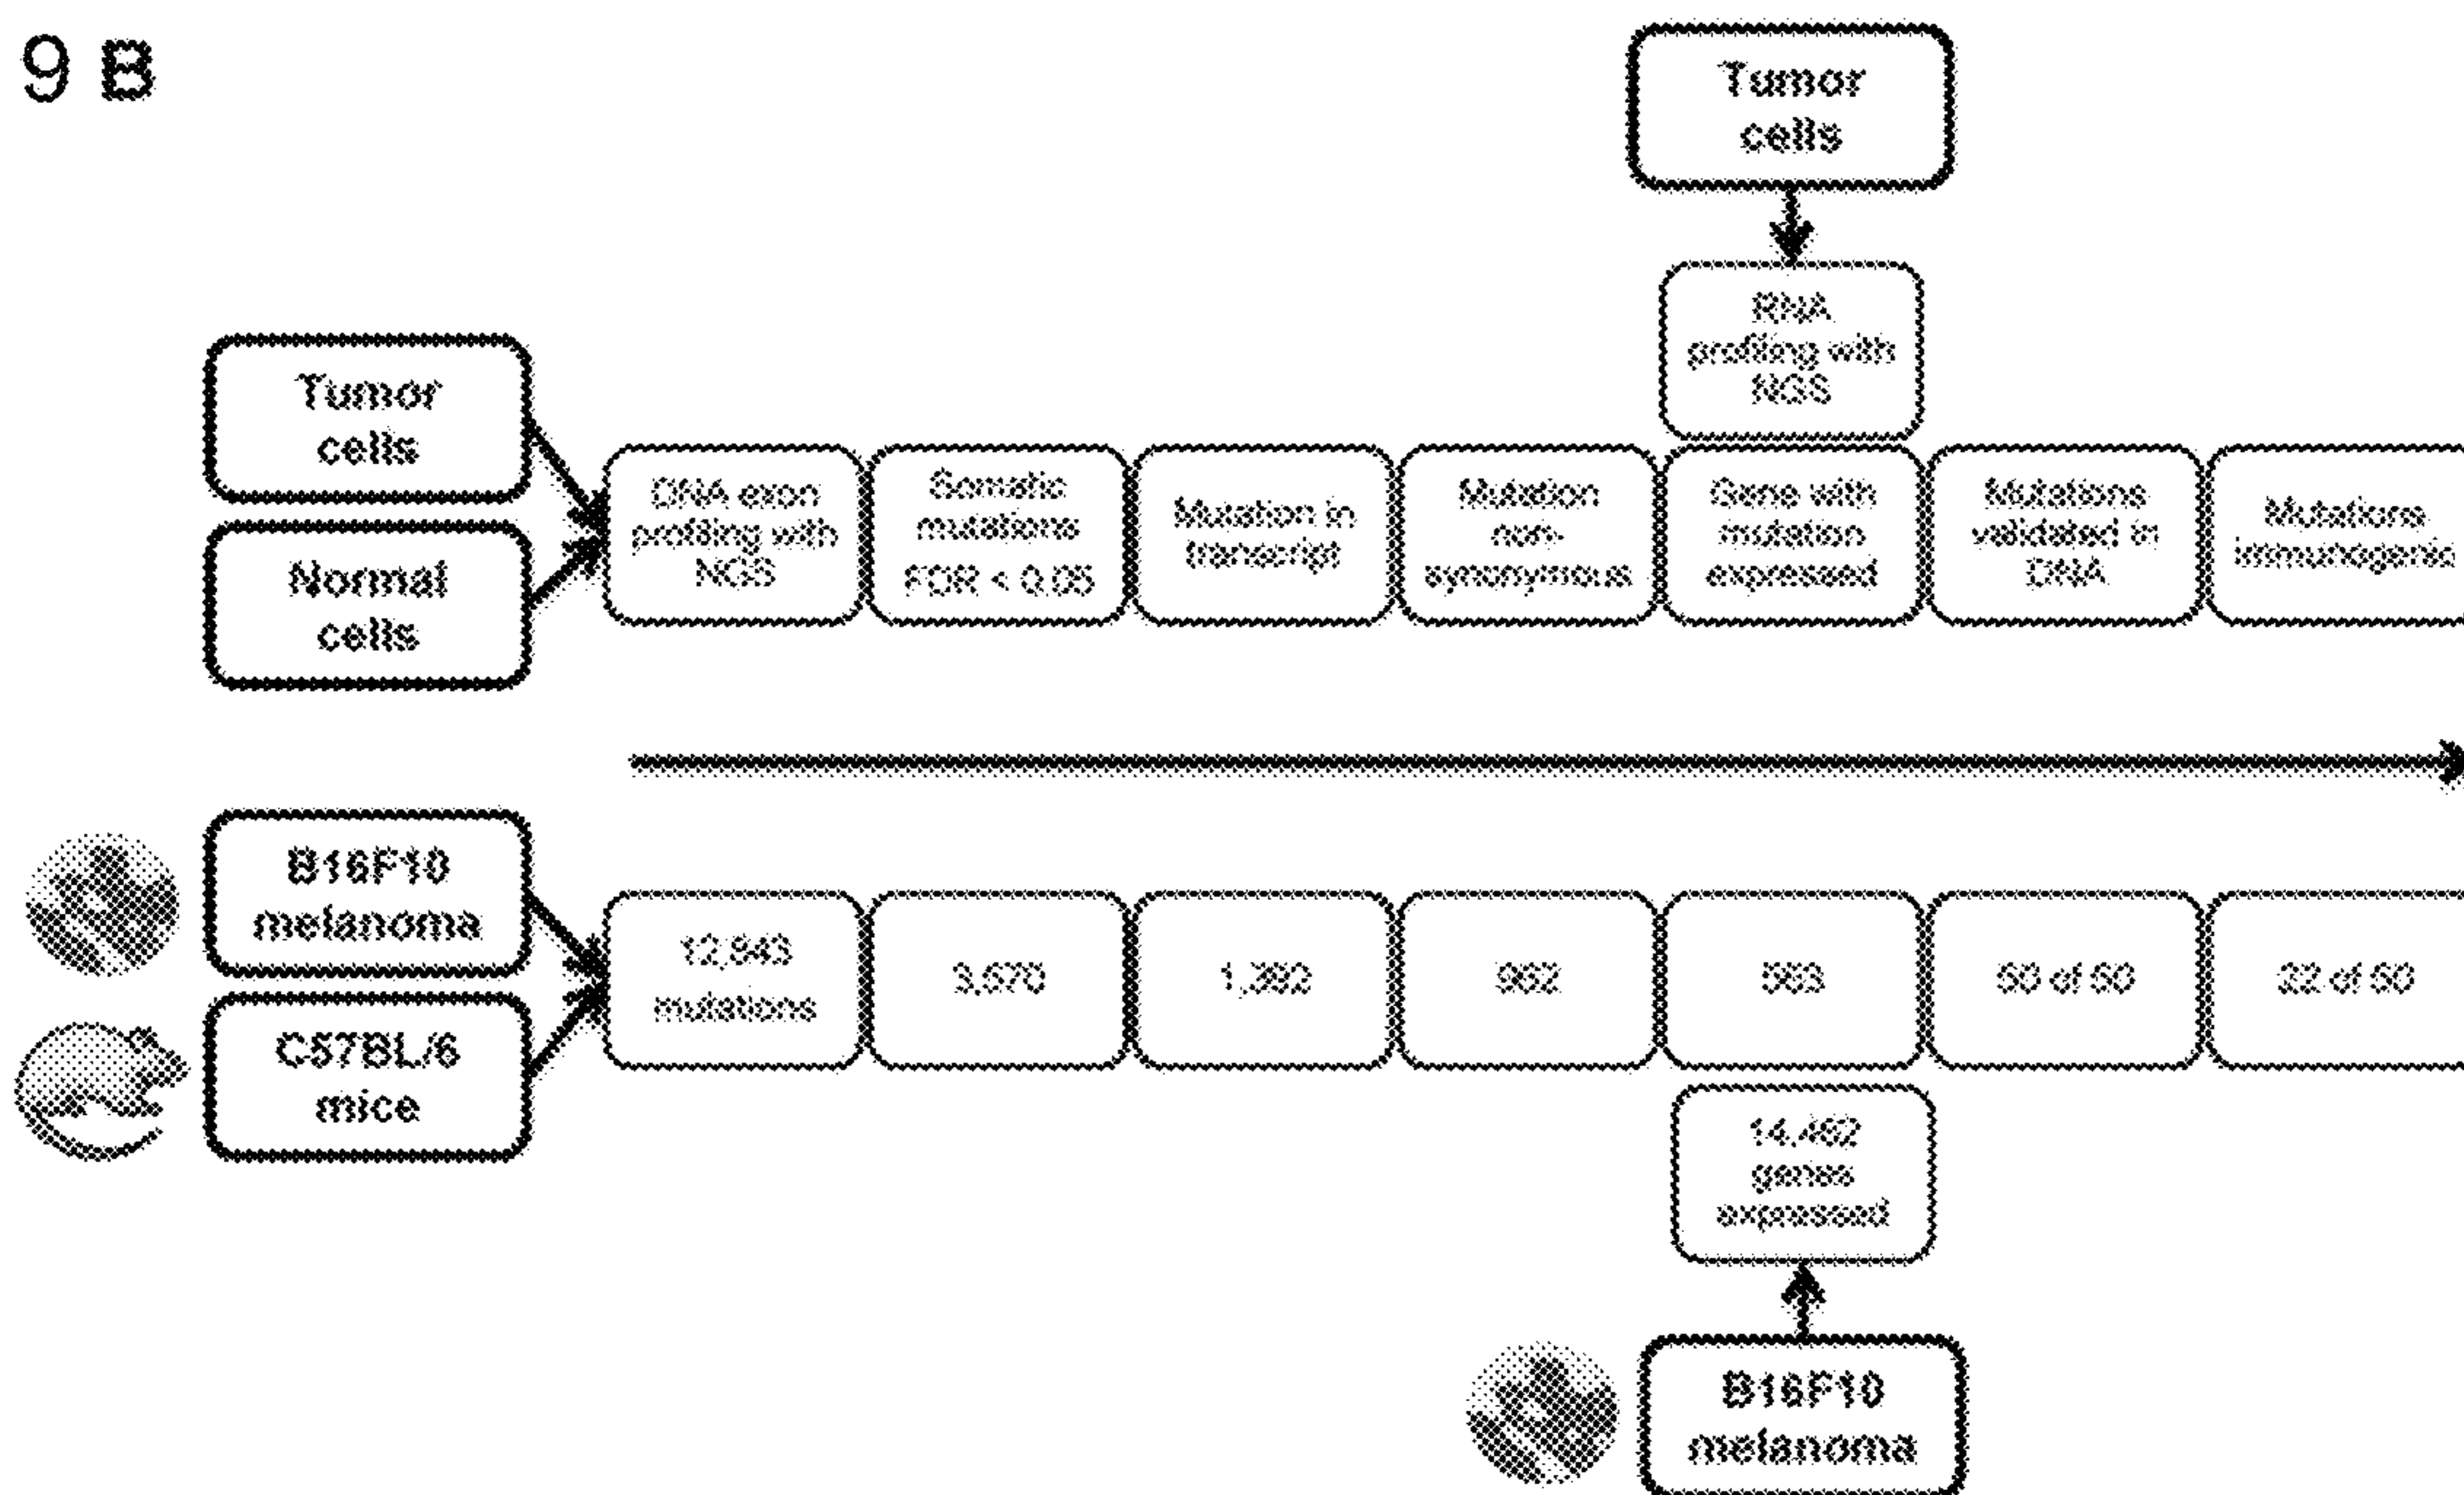 9 B
Tumor
cells
RNA
profiling with
NGS
Tumor
cells
Normal
cells
DNA exon
profiling with
NGS
Somatic
mutations
FDR < 0.05
Mutation in
transcript
Mutation
non-
synonymous
Gene with
mutation
expressed
Mutations
validated in
DNA
Mutations
immunogenic
B16F10
melanoma
C57BL/6
mice
mutations
3,570
1,392
962
563
50 of 50
22 of 50
14,462
genes
expressed
B16F10
melanoma